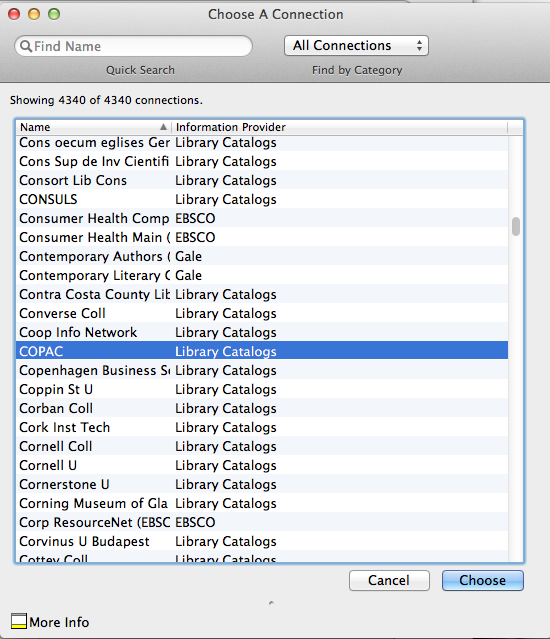 Choose A Connection
Find Name
All Connections
Quick Search
Find by Category
Showing 4340 of 4340 connections.
Name Information Provider
Cons oecum eglises Ger Library Catalogs
Cons Sup de Inv Cientifi Library Catalogs
Consort Lib Cons Library Catalogs
CONSULS Library Catalogs
Consumer Health Comp EBSCO
Consumer Health Main ( EBSCO
Contemporary Authors ( Gale
Contemporary Literary C Gale
Contra Costa County Lib Library Catalogs
Converse Coll Library Catalogs
Coop Info Network Library Catalogs
COPAC Library Catalogs
Copenhagen Business Sc Library Catalogs
Coppin St U Library Catalogs
Corban Coll Library Catalogs
Cork Inst Tech Library Catalogs
Cornell Coll Library Catalogs
Cornell U Library Catalogs
Cornerstone U Library Catalogs
Corning Museum of Gla Library Catalogs
Corp ResourceNet (EBSC EBSCO
Corvinus U Budapest Library Catalogs
Cottey Coll Library Catalogs
Cancel Choose
More Info